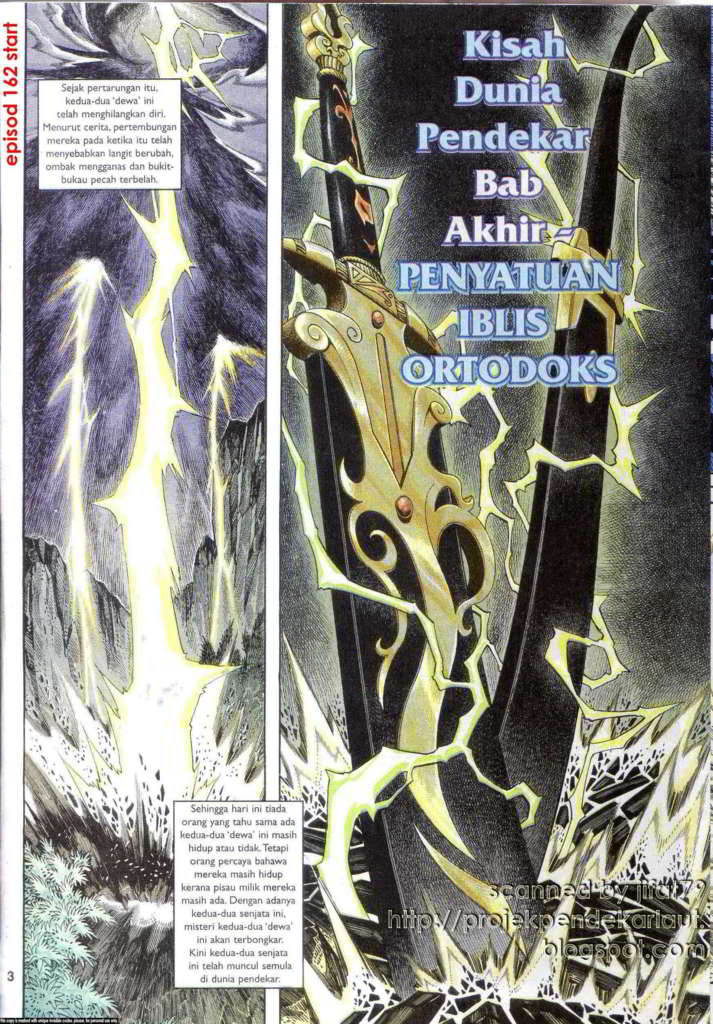 episod 162 start
Sejak pertarungan itu,
kedua-dua 'dewa' ini
telah menghilangkan diri.
Menurut cerita, pertembungan
mereka pada ketika itu telah
menyebabkan langit berubah,
ombak mengganas dan bukit-
bukau pecah terbelah.
Kisah
Dunia
Pendekar
Bab
Akhir -
PENYATUAN
IBLIS
ORTODOKS
Sehingga hari ini tiada
orang yang tahu sama ada
kedua-dua 'dewa' ini masih
hidup atau tidak. Tetapi
orang percaya bahawa
mereka masih hidup
kerana pisau milik mereka
masih ada. Dengan adanya
kedua-dua senjata ini,
misteri kedua-dua 'dewa'
ini akan terbongkar.
Kini kedua-dua senjata
ini telah muncul semula
di dunia pendekar.
scanned by jifat79
http://projekpendekarlaut.
blogspot.com
3